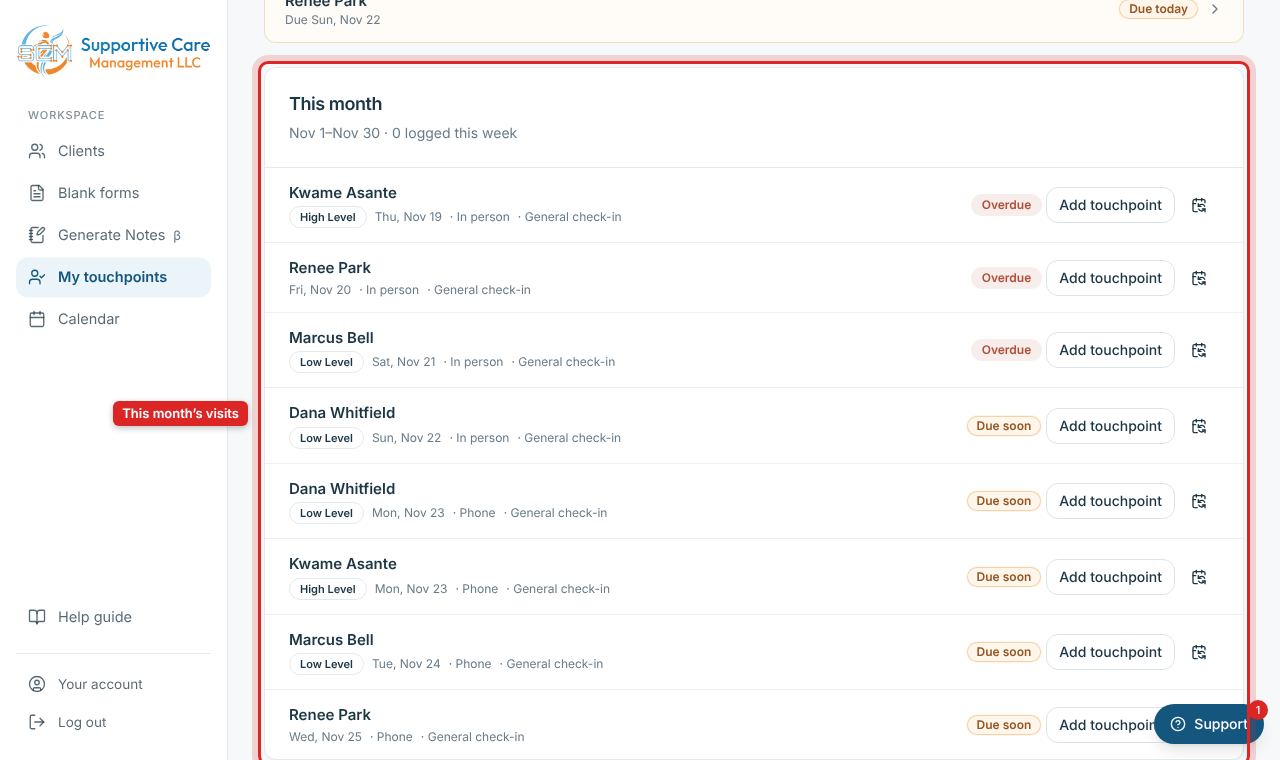 Renee Park
Due Sun, Nov 22
Due today
SCM
Supportive Care
Management LLC
WORKSPACE
Clients
Blank forms
Generate Notes β
My touchpoints
Calendar
This month's visits
Help guide
Your account
Log out
This month
Nov 1–Nov 30 · 0 logged this week
Kwame Asante
High Level Thu, Nov 19 · In person · General check-in
Overdue Add touchpoint
Renee Park
Fri, Nov 20 · In person · General check-in
Overdue Add touchpoint
Marcus Bell
Low Level Sat, Nov 21 · In person · General check-in
Overdue Add touchpoint
Dana Whitfield
Low Level Sun, Nov 22 · In person · General check-in
Due soon Add touchpoint
Dana Whitfield
Low Level Mon, Nov 23 · Phone · General check-in
Due soon Add touchpoint
Kwame Asante
High Level Mon, Nov 23 · Phone · General check-in
Due soon Add touchpoint
Marcus Bell
Low Level Tue, Nov 24 · Phone · General check-in
Due soon Add touchpoint
Renee Park
Wed, Nov 25 · Phone · General check-in
Due soon Add touchpoin
Support
1